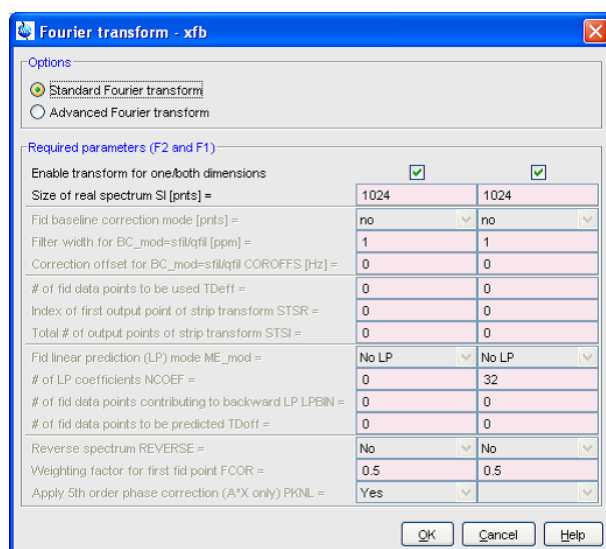 Fourier transform - xfb
Options
Standard Fourier transform
Advanced Fourier transform
Required parameters (F2 and F1)
Enable transform for one/both dimensions
Size of real spectrum SI [pnts] = 1024 1024
Fid baseline correction mode [pnts] = no no
Filter width for BC_mod=sfil/qfil [ppm] = 1 1
Correction offset for BC_mod=sfil/qfil COROFFS [Hz] = 0 0
# of fid data points to be used TDeff = 0 0
Index of first output point of strip transform STSR = 0 0
Total # of output points of strip transform STSI = 0 0
Fid linear prediction (LP) mode ME_mod = No LP No LP
# of LP coefficients NCOEF = 0 32
# of fid data points contributing to backward LP LPBIN = 0 0
# of fid data points to be predicted TDoff = 0 0
Reverse spectrum REVERSE = No No
Weighting factor for first fid point FCOR = 0.5 0.5
Apply 5th order phase correction (A*X only) PKNL = Yes
OK Cancel Help